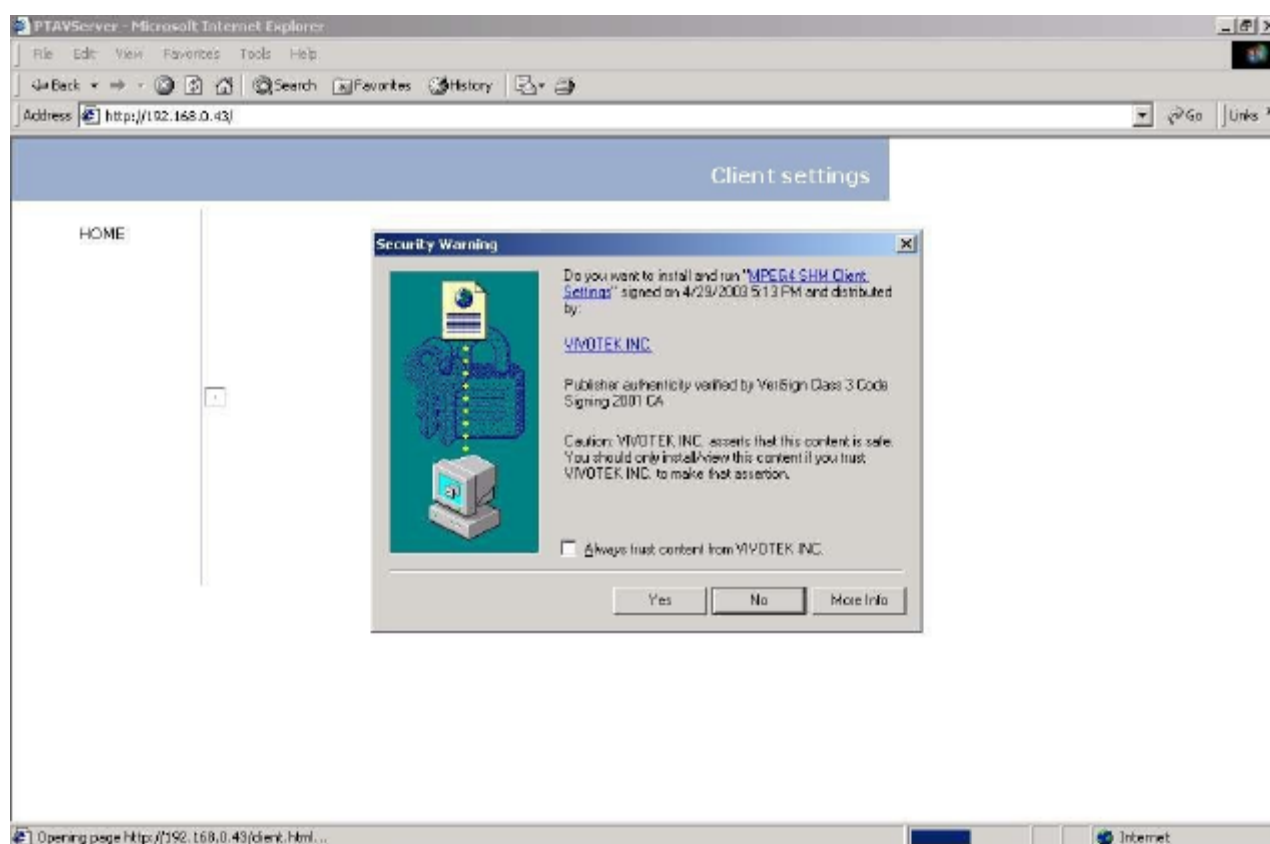 PTAVServer - Microsoft Internet Explorer
File Edit View Favorites Tools Help
Back Search Favorites History
Address http://192.168.0.43/ Go Links
Client settings
HOME
Security Warning
Do you want to install and run "MPEG4 SHM Client
Settings" signed on 4/29/2003 5:13 PM and distributed
by:
VIVOTEK INC.
Publisher authenticity verified by VeriSign Class 3 Code
Signing 2001 CA
Caution: VIVOTEK INC. asserts that this content is safe.
You should only install/view this content if you trust
VIVOTEK INC. to make that assertion.
Always trust content from VIVOTEK INC.
Yes No More Info
Opening page http://192.168.0.43/client.html... Internet